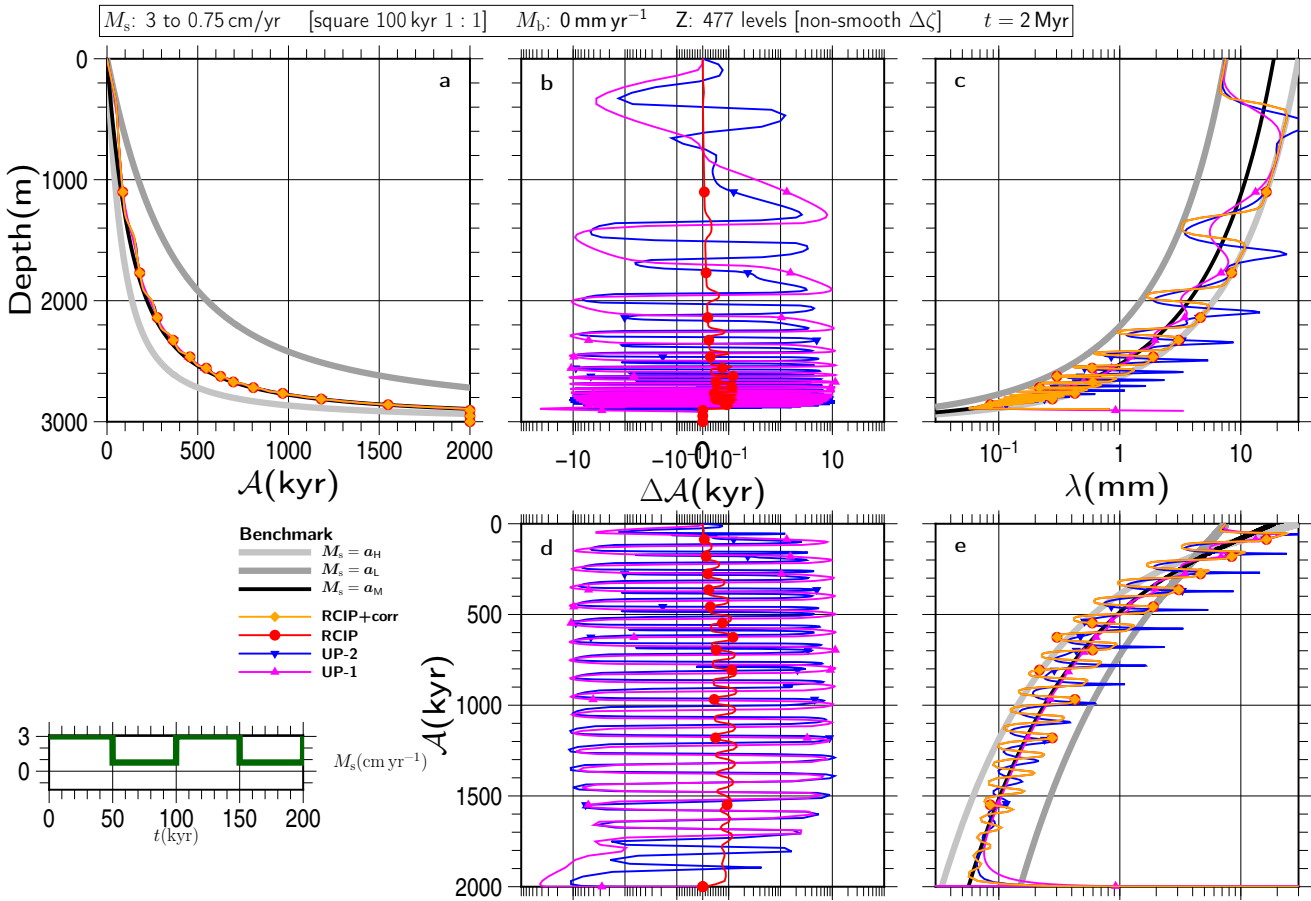 Mₛ: 3 to 0.75 cm/yr [square 100 kyr 1 : 1] M_b: 0 mm yr⁻¹ Z: 477 levels [non-smooth Δζ] t = 2 Myr
a b c
0
1000
2000
3000
Depth(m)
0 500 1000 1500 2000
𝒜(kyr)
−10 −10⁻¹ 0 10⁻¹ 10
Δ𝒜(kyr)
10⁻¹ 1 10
λ(mm)
Benchmark
Mₛ = a_H
Mₛ = a_L
Mₛ = a_M
RCIP+corr
RCIP
UP-2
UP-1
3
0
Mₛ(cm yr⁻¹)
0 50 100 150 200
t(kyr)
d e
0
500
1000
1500
2000
𝒜(kyr)
10⁻¹ 1 10